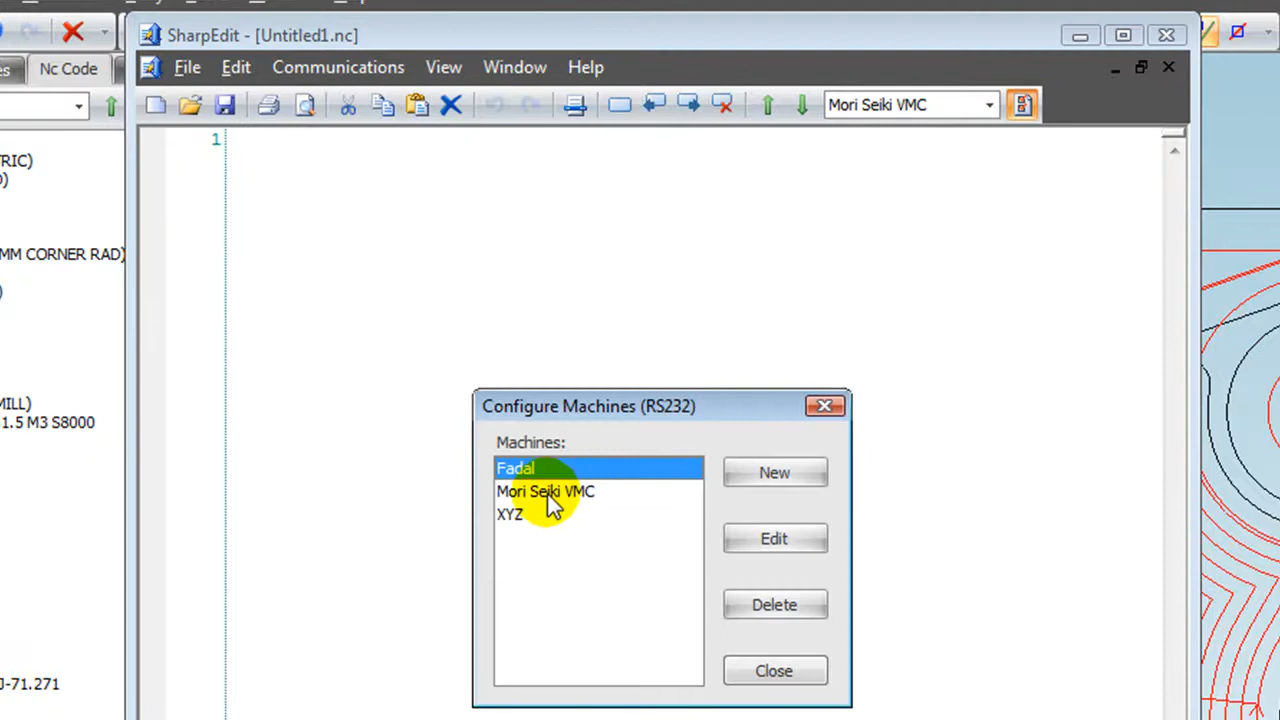 SharpEdit - [Untitled1.nc]
File Edit Communications View Window Help
Nc Code
Mori Seiki VMC
1
RIC)
MM CORNER RAD)
MILL)
1.5 M3 S8000
J-71.271
Configure Machines (RS232)
Machines:
Fadal
Mori Seiki VMC
XYZ
New
Edit
Delete
Close